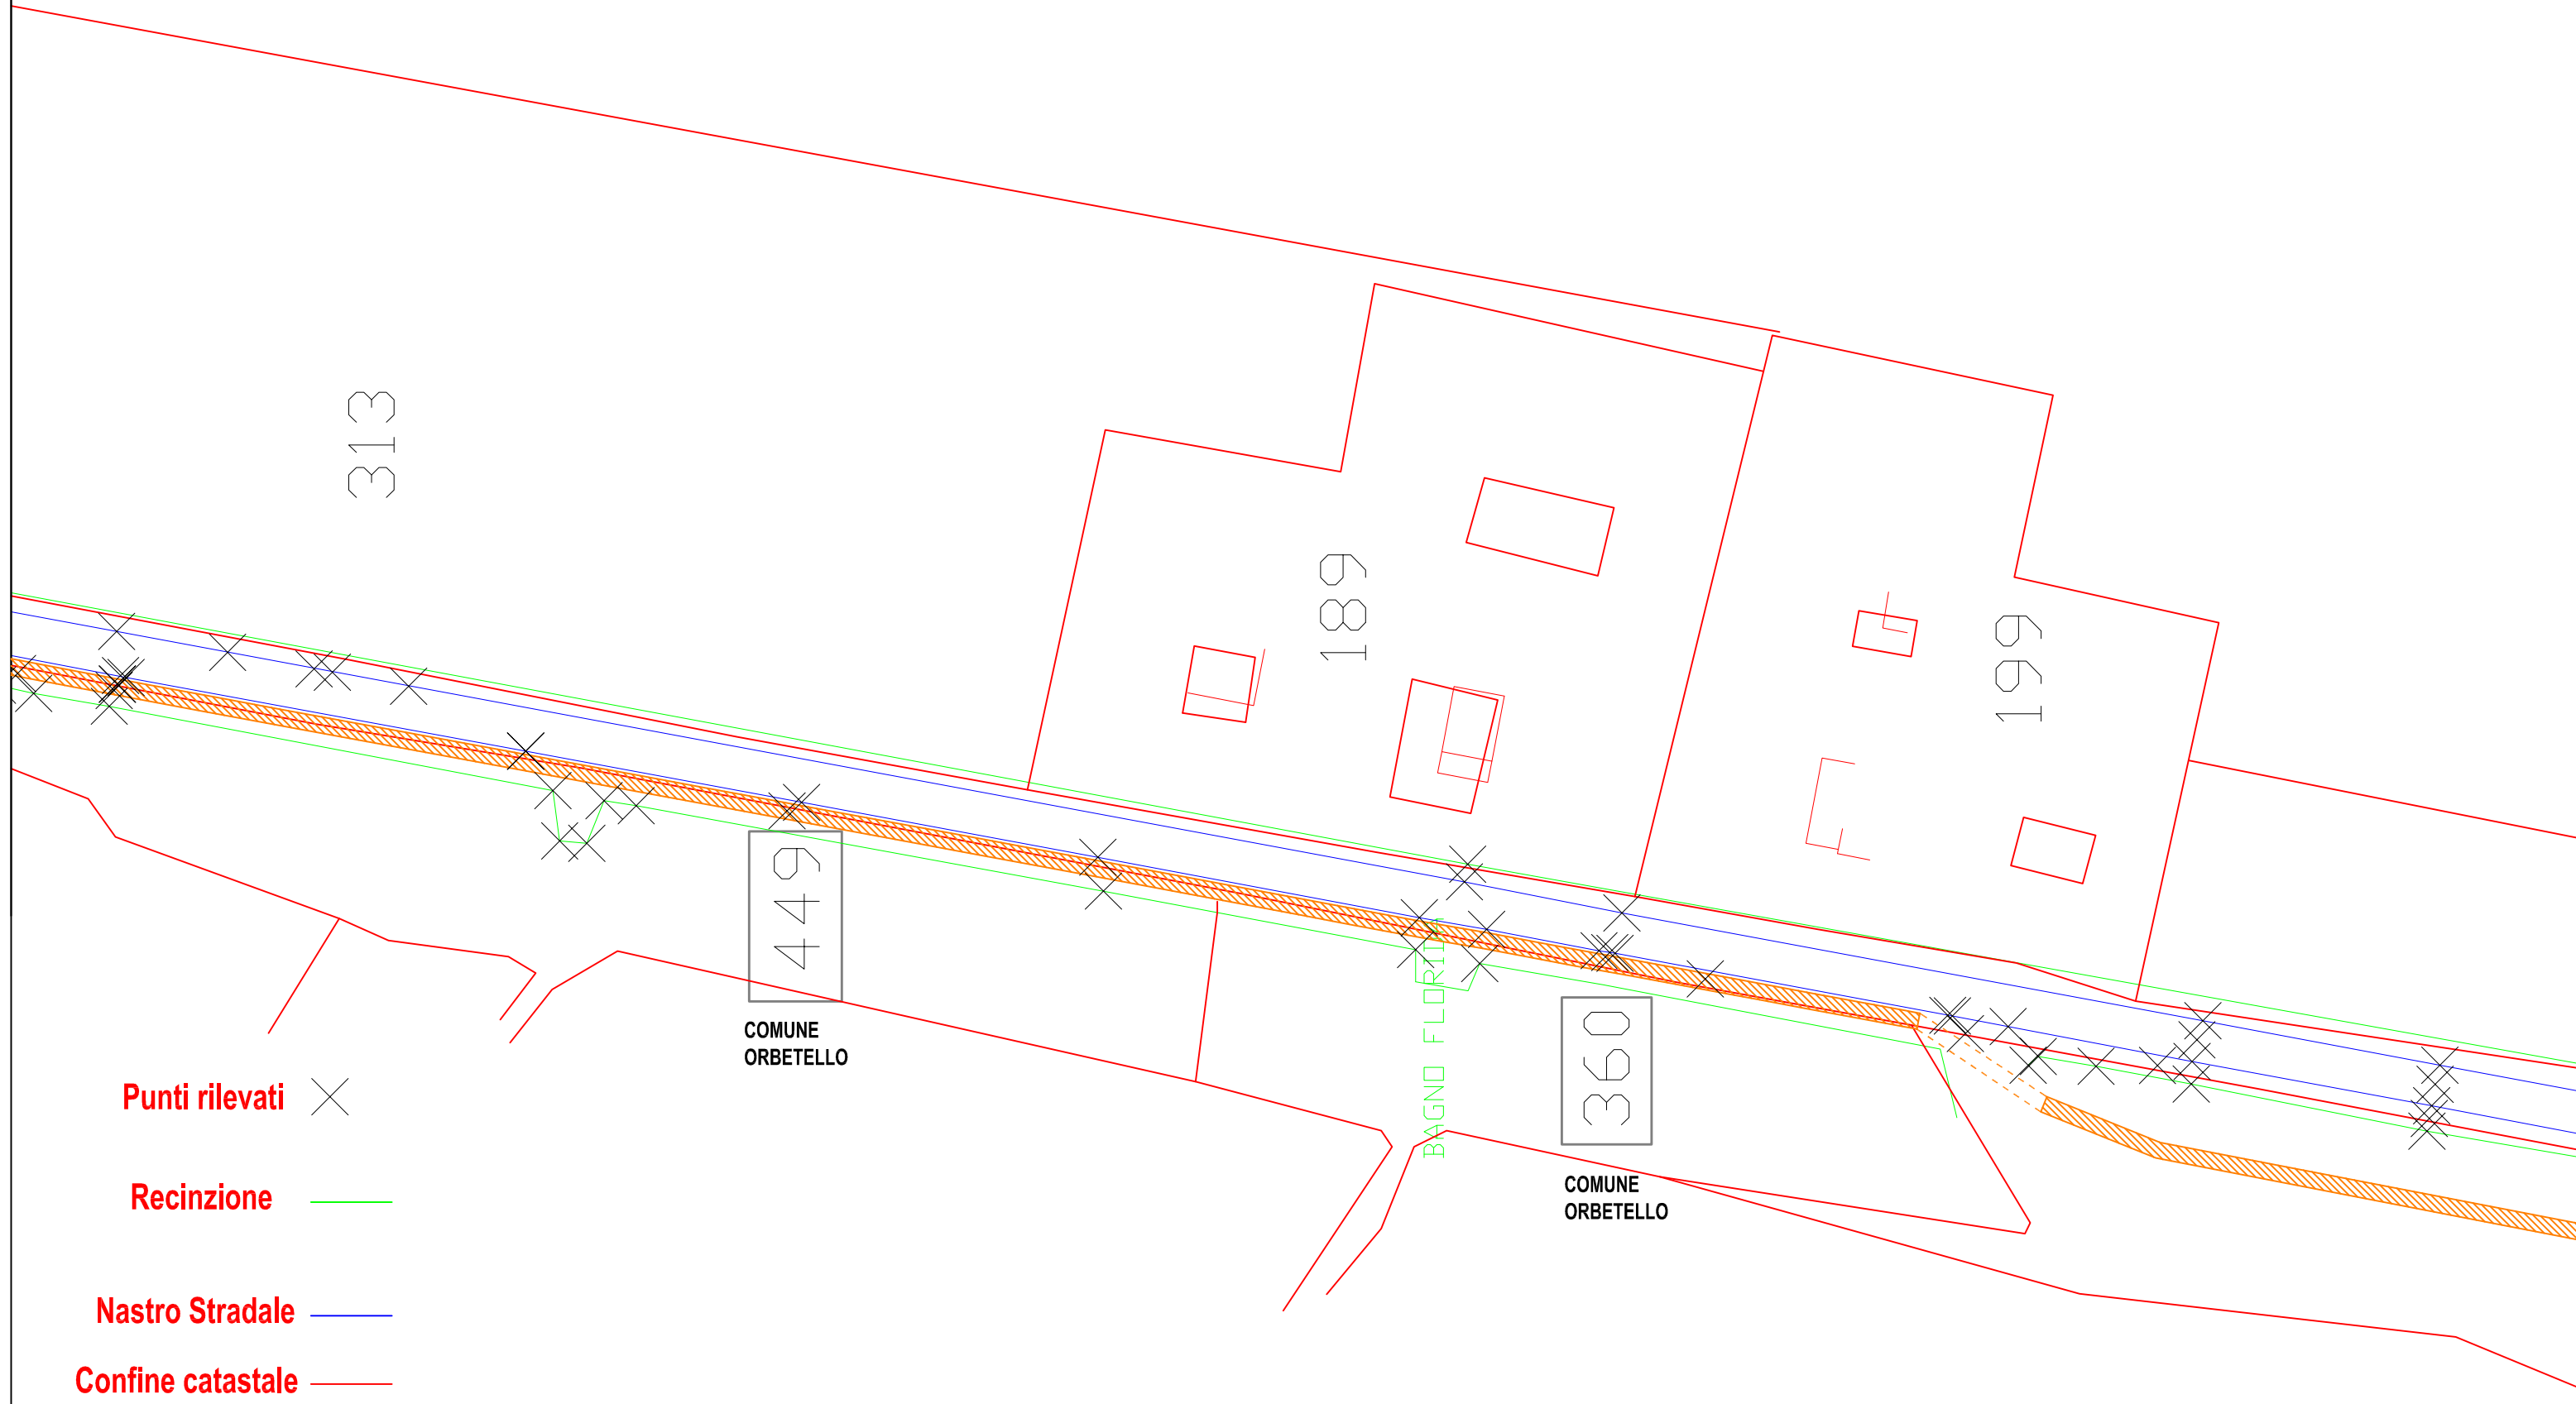 313
189
199
449
COMUNE
ORBETELLO
BAGNO FLORIDA
360
COMUNE
ORBETELLO
Punti rilevati
Recinzione
Nastro Stradale
Confine catastale